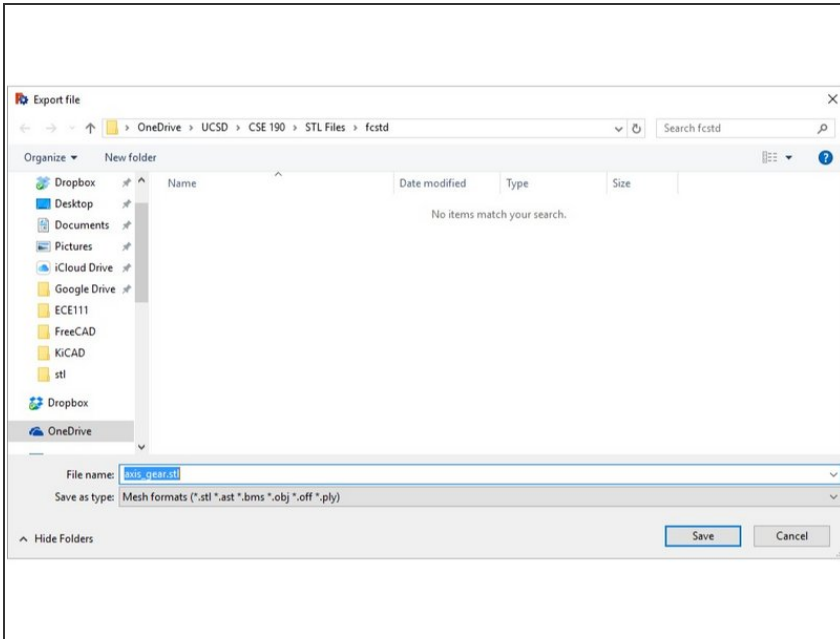 Export file
OneDrive > UCSD > CSE 190 > STL Files > fcstd
Search fcstd
Organize
New folder
Dropbox
Desktop
Documents
Pictures
iCloud Drive
Google Drive
ECE111
FreeCAD
KiCAD
stl
Dropbox
OneDrive
Name
Date modified
Type
Size
No items match your search.
File name: axis_gear.stl
Save as type: Mesh formats (*.stl *.ast *.bms *.obj *.off *.ply)
Hide Folders
Save
Cancel